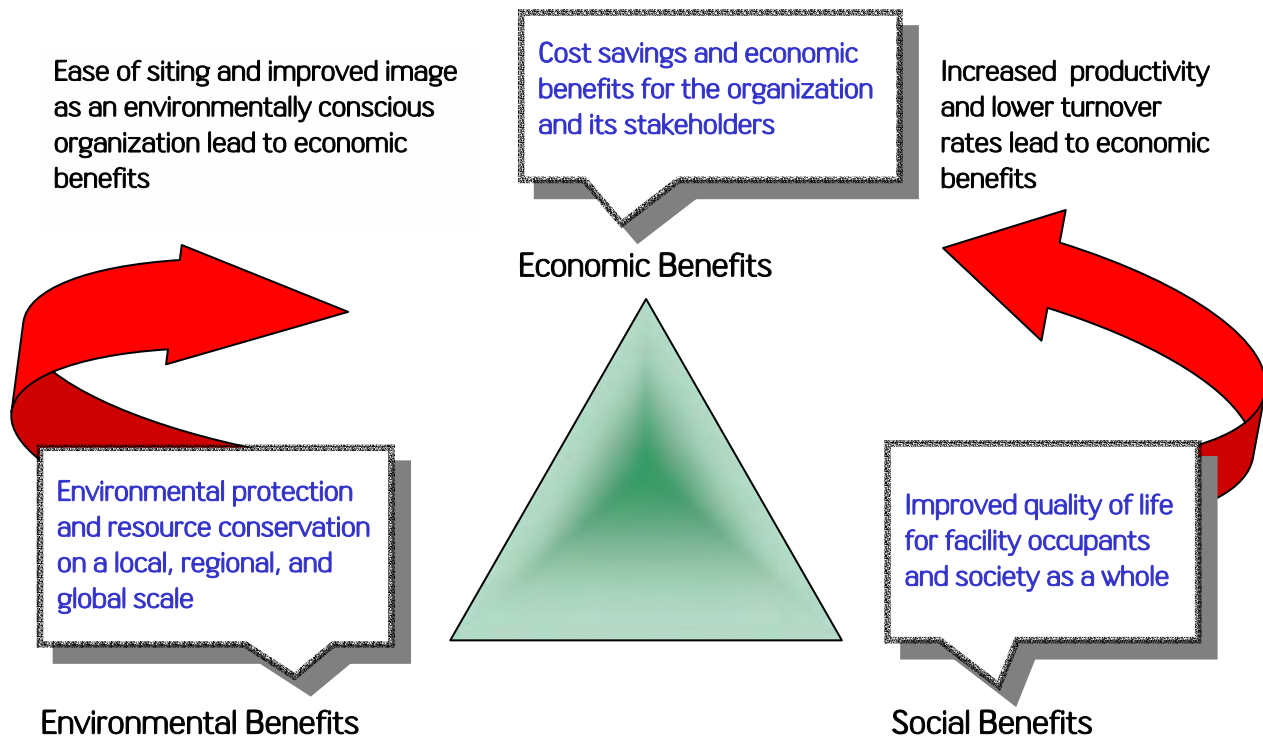 Ease of siting and improved image
as an environmentally conscious
organization lead to economic
benefits
Cost savings and economic
benefits for the organization
and its stakeholders
Increased productivity
and lower turnover
rates lead to economic
benefits
Economic Benefits
Environmental protection
and resource conservation
on a local, regional, and
global scale
Improved quality of life
for facility occupants
and society as a whole
Environmental Benefits
Social Benefits